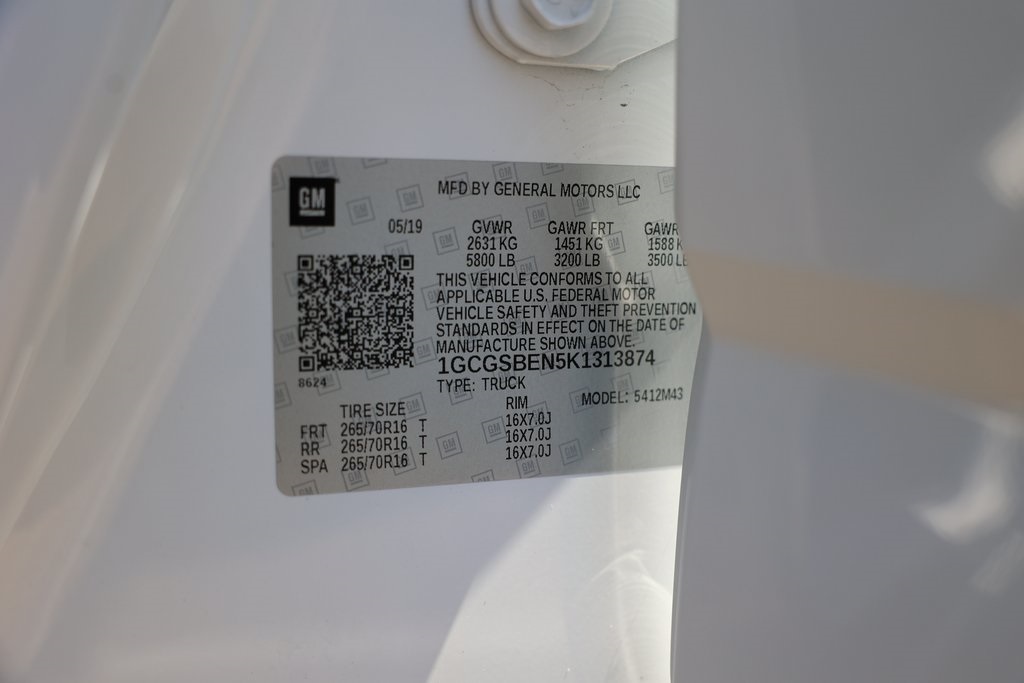 GM
MFD BY GENERAL MOTORS LLC
05/19 GVWR GAWR FRT GAWR
2631 KG 1451 KG 1588 K
5800 LB 3200 LB 3500 LB
THIS VEHICLE CONFORMS TO ALL
APPLICABLE U.S. FEDERAL MOTOR
VEHICLE SAFETY AND THEFT PREVENTION
STANDARDS IN EFFECT ON THE DATE OF
MANUFACTURE SHOWN ABOVE.
1GCGSBEN5K1313874
8624
TYPE: TRUCK
MODEL: 5412M43
TIRE SIZE RIM
FRT 265/70R16 T 16X7.0J
RR 265/70R16 T 16X7.0J
SPA 265/70R16 T 16X7.0J